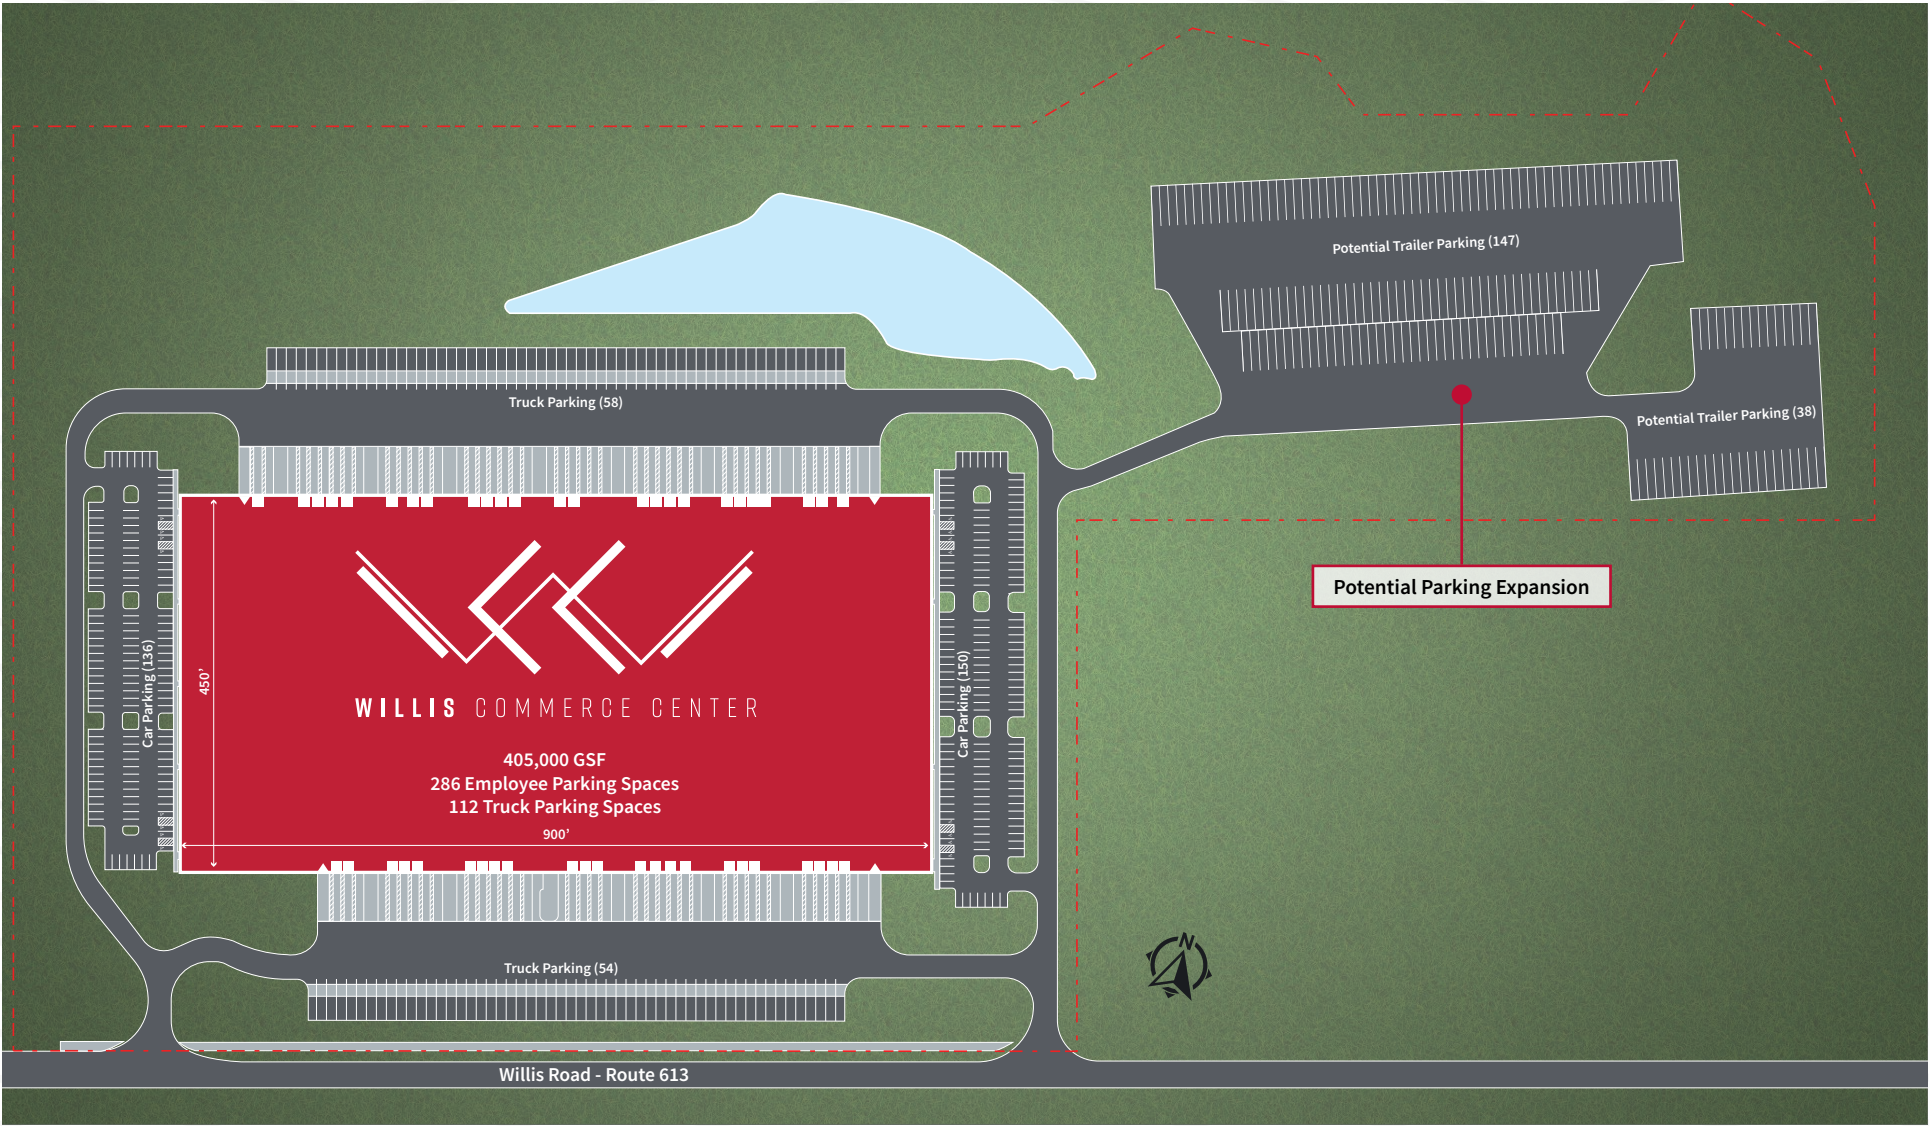 Potential Trailer Parking (147)
Truck Parking (58)
Potential Trailer Parking (38)
Potential Parking Expansion
Car Parking (136)
450’
WILLIS COMMERCE CENTER
405,000 GSF
286 Employee Parking Spaces
112 Truck Parking Spaces
900’
Car Parking (150)
N
Truck Parking (54)
Willis Road - Route 613